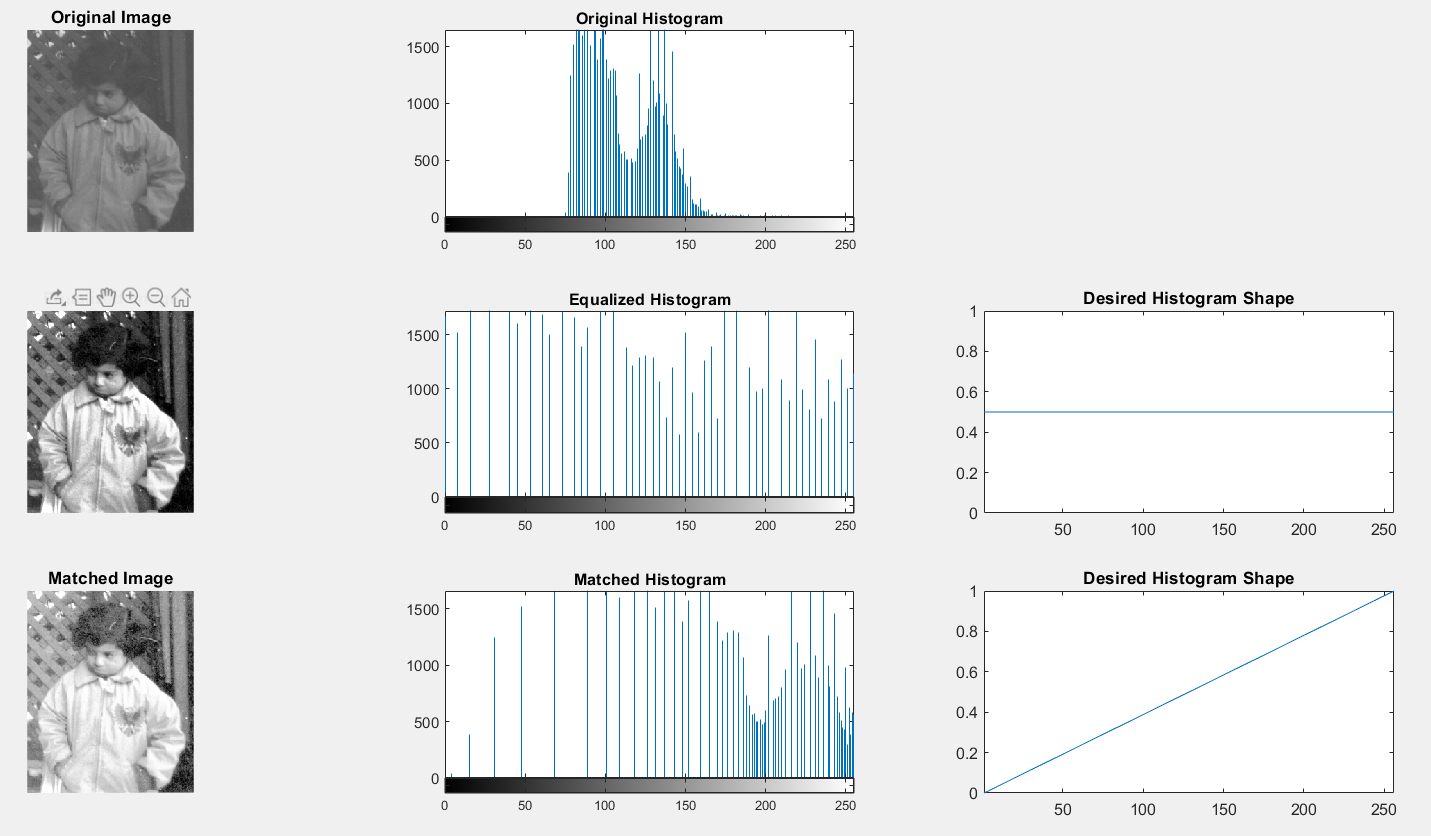 Original Image
Original Histogram
1500
1000
500
0
0 50 100 150 200 250
Equalized Histogram
1500
1000
500
0
0 50 100 150 200 250
Desired Histogram Shape
1
0.8
0.6
0.4
0.2
0
50 100 150 200 250
Matched Image
Matched Histogram
1500
1000
500
0
0 50 100 150 200 250
Desired Histogram Shape
1
0.8
0.6
0.4
0.2
0
50 100 150 200 250